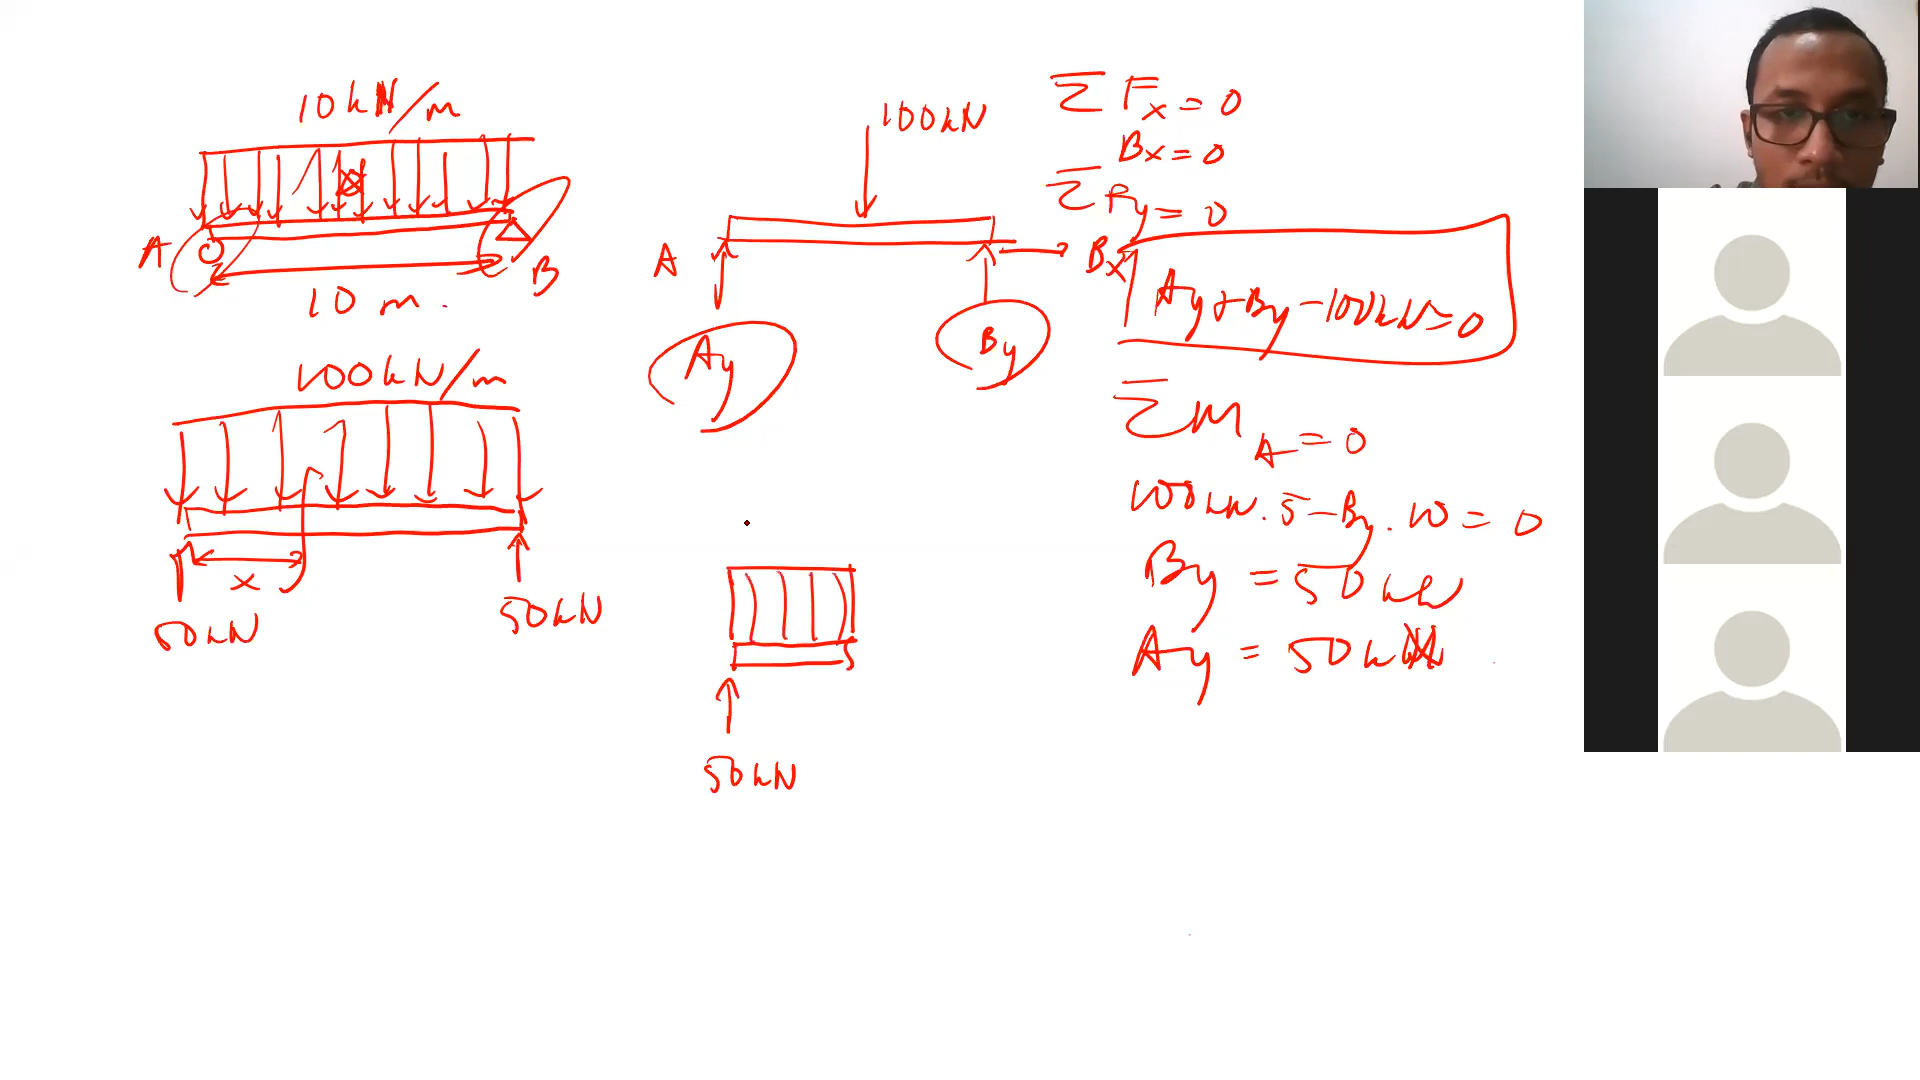 10kN/m
A
B
10 m.
100kN/m
x
50kN
50kN
100kN
A
Bx
Ay
By
50kN
ΣFx=0
Bx=0
ΣFy=0
Ay+By-100kN=0
ΣM A=0
100kN.5-By.10=0
By=50kN
Ay=50kN